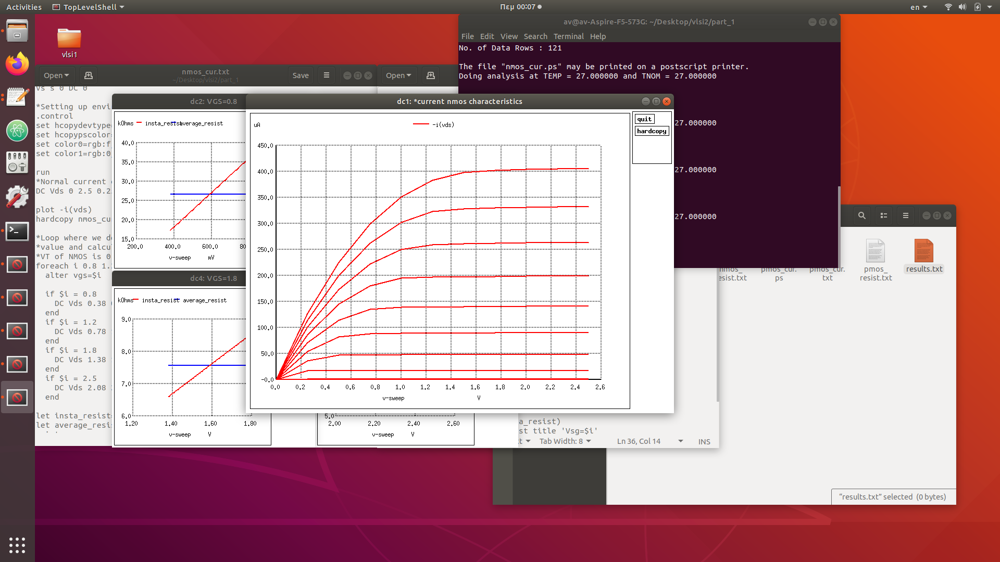 Activities
TopLevelShell
Πεμ 00:07
en
vlsi1
av@av-Aspire-F5-573G: ~/Desktop/vlsi2/part_1
File Edit View Search Terminal Help
No. of Data Rows : 121
The file "nmos_cur.ps" may be printed on a postscript printer.
Doing analysis at TEMP = 27.000000 and TNOM = 27.000000
27.000000
27.000000
27.000000
Open
nmos_cur.txt
~/Desktop/vlsi2/part_1
Save
Open
Vs s 0 DC 0
*Setting up envi
.control
set hcopydevtype=
set hcopypscolor=
set color0=rgb:f
set color1=rgb:0
run
*Normal current
DC Vds 0 2.5 0.2
plot -i(vds)
hardcopy nmos_cu
*Loop where we d
*value and calcu
*VT of NMOS is 0
foreach i 0.8 1.
alter vgs=$i
if $i = 0.8
DC Vds 0.38
end
if $i = 1.2
DC Vds 0.78
end
if $i = 1.8
DC Vds 1.38
end
if $i = 2.5
DC Vds 2.08
end
let insta_resist=
let average_resis
dc2: VGS=0.8
kOhms insta_resist average_resist
40.0
35.0
30.0
25.0
20.0
15.0
200.0 400.0 600.0 80
v-sweep mV
dc4: VGS=1.8
kOhms insta_resist average_resist
9.0
8.0
7.0
6.0
1.20 1.40 1.60 1.80
v-sweep V
5.0
2.00 2.20 2.40 2.60
v-sweep V
dc1: *current nmos characteristics
quit
hardcopy
uA
-i(vds)
450.0
400.0
350.0
300.0
250.0
200.0
150.0
100.0
50.0
-0.0
0.0 0.2 0.4 0.6 0.8 1.0 1.2 1.4 1.6 1.8 2.0 2.2 2.4 2.6
v-sweep V
a_resist)
st title 'Vsg=$i'
Tab Width: 8
Ln 36, Col 14
INS
nmos_
esist.txt
pmos_cur.
ps
pmos_cur.
txt
pmos_
resist.txt
results.txt
“results.txt” selected (0 bytes)